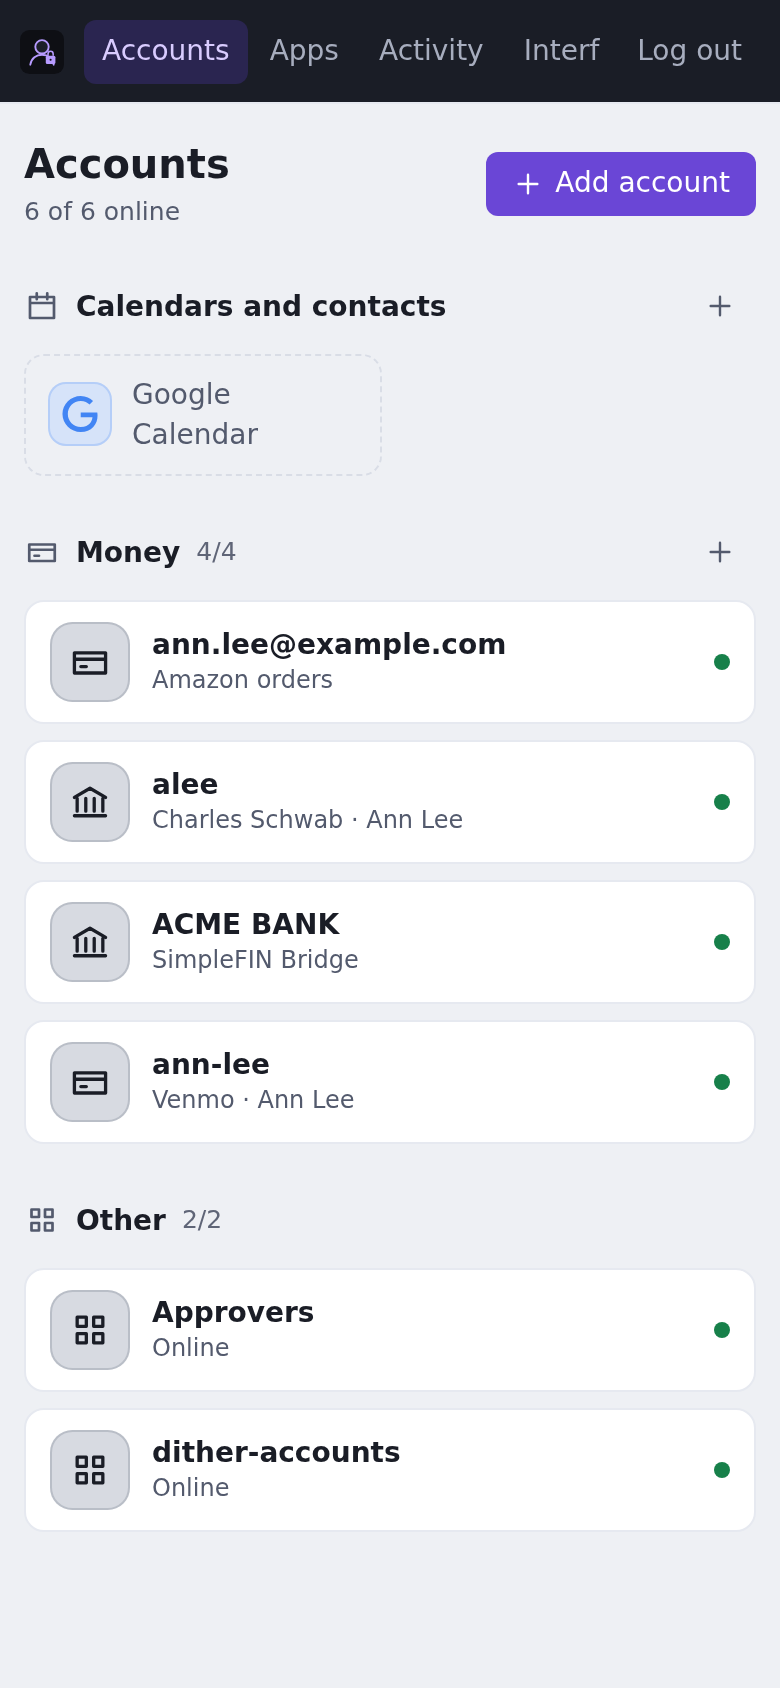 Accounts
Apps
Activity
Interf
Log out
Accounts
6 of 6 online
Add account
Calendars and contacts
Google
Calendar
Money 4/4
ann.lee@example.com
Amazon orders
alee
Charles Schwab · Ann Lee
ACME BANK
SimpleFIN Bridge
ann-lee
Venmo · Ann Lee
Other 2/2
Approvers
Online
dither-accounts
Online